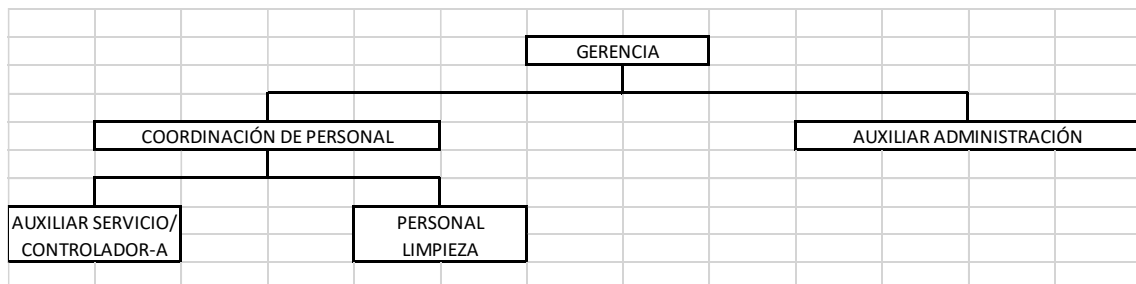 GERENCIA
COORDINACIÓN DE PERSONAL
AUXILIAR ADMINISTRACIÓN
AUXILIAR SERVICIO/
CONTROLADOR-A
PERSONAL
LIMPIEZA